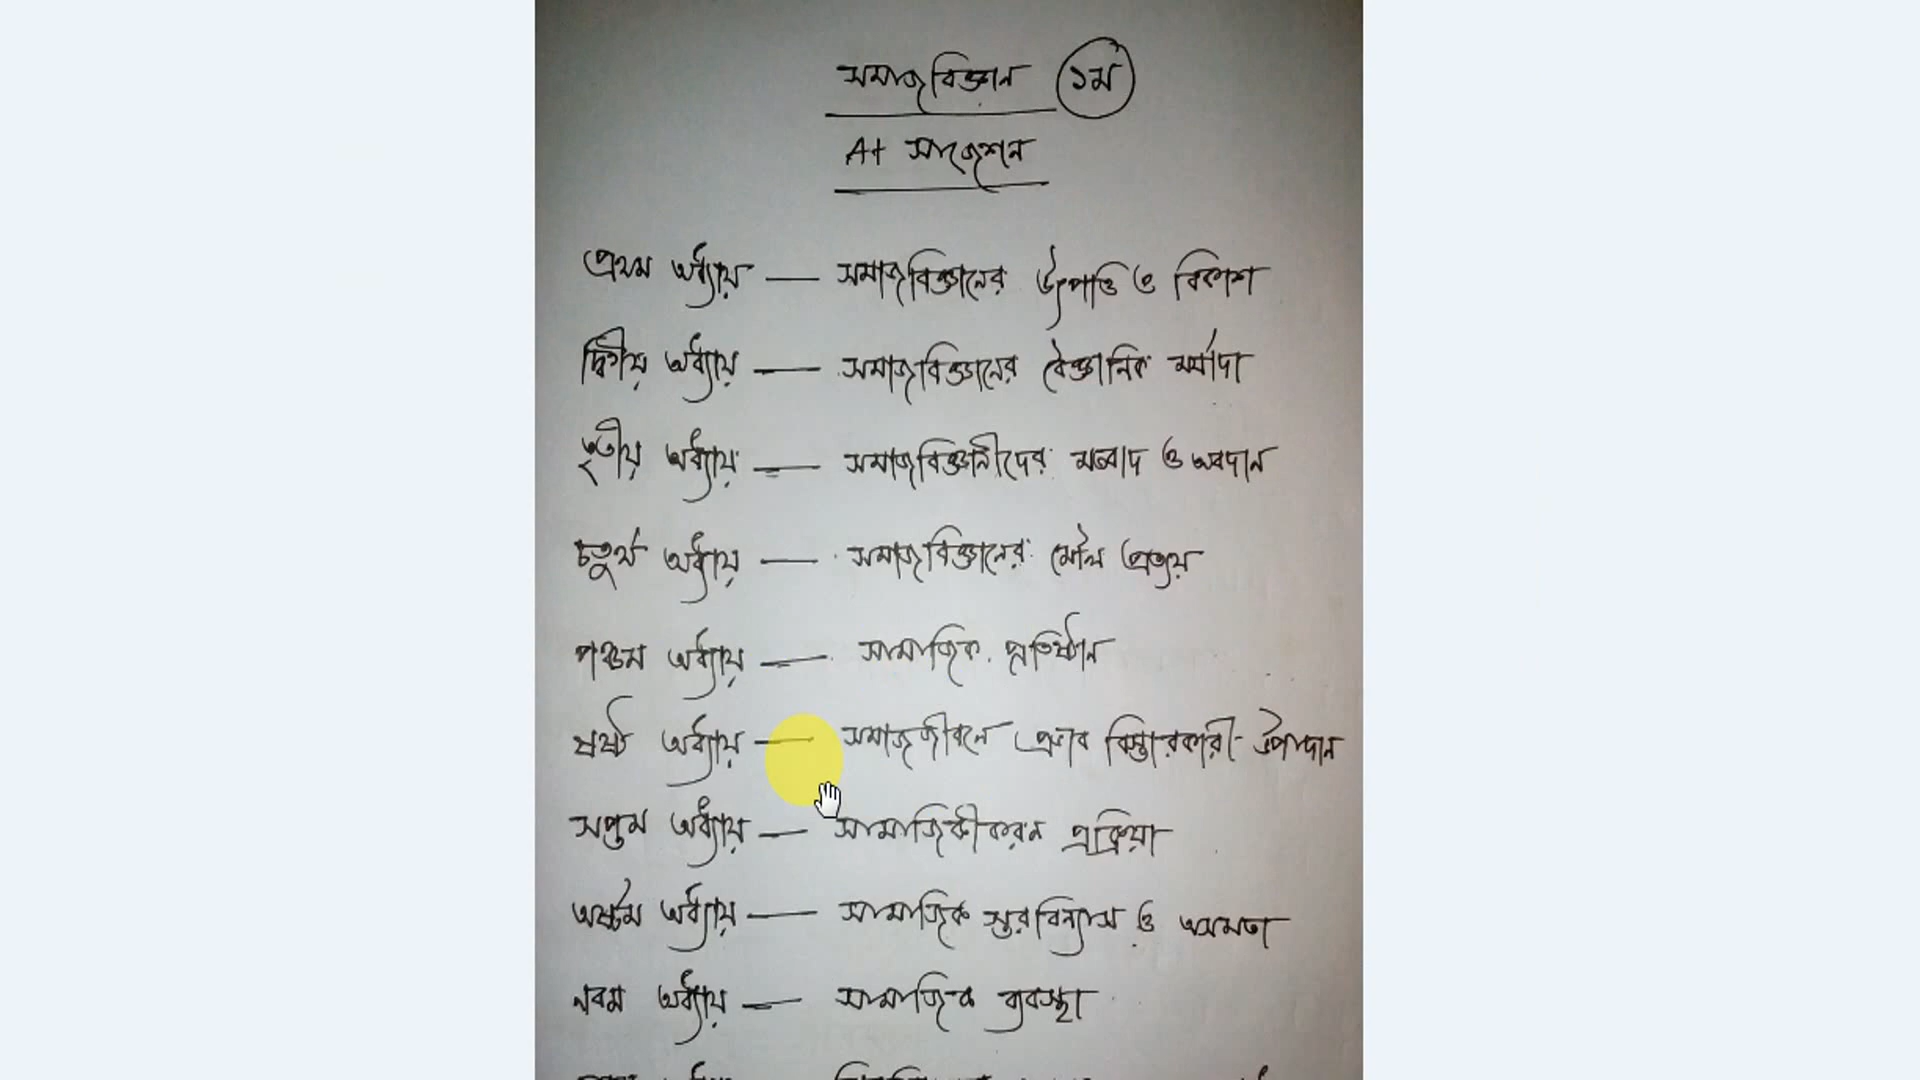 সমাজবিজ্ঞান ১ম
A+ সাজেশন
প্রথম অধ্যায় — সমাজবিজ্ঞানের উৎপত্তি ও বিকাশ
দ্বিতীয় অধ্যায় — সমাজবিজ্ঞানের বৈজ্ঞানিক মর্যাদা
তৃতীয় অধ্যায় — সমাজবিজ্ঞানীদের মতবাদ ও অবদান
চতুর্থ অধ্যায় — সমাজবিজ্ঞানের মৌল প্রত্যয়
পঞ্চম অধ্যায় — সামাজিক প্রতিষ্ঠান
ষষ্ঠ অধ্যায় — সমাজজীবনে প্রভাব বিস্তারকারী উপাদান
সপ্তম অধ্যায় — সামাজিকীকরন প্রক্রিয়া
অষ্টম অধ্যায় — সামাজিক স্তরবিন্যাস ও অসমতা
নবম অধ্যায় — সামাজিক ব্যবস্থা